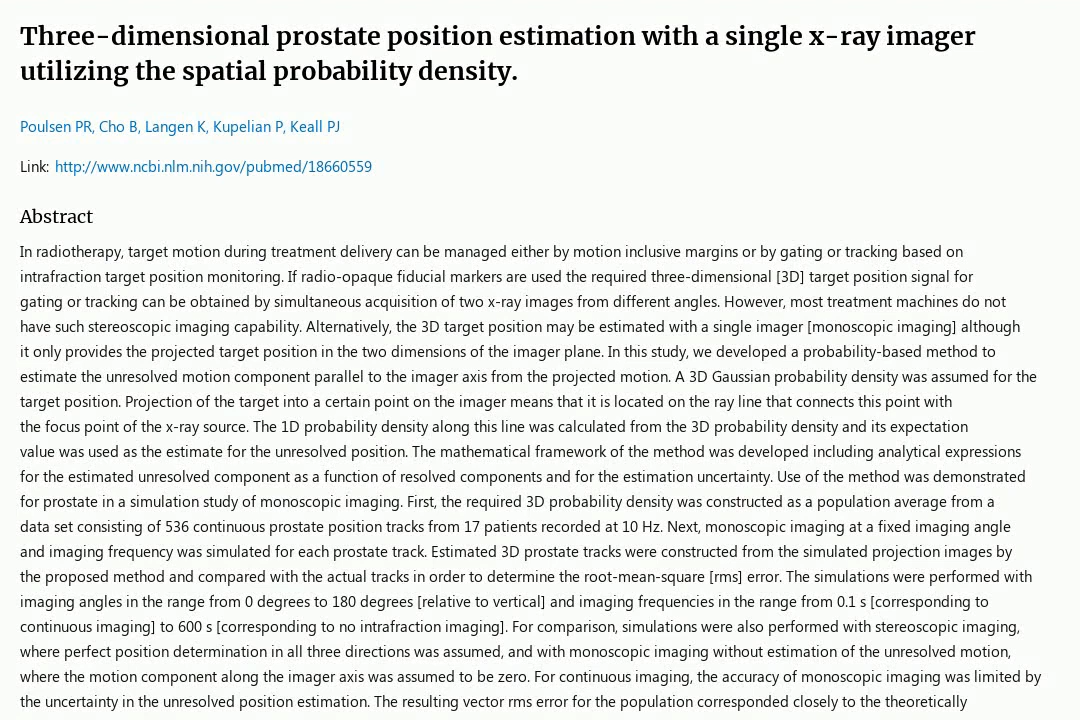 Three-dimensional prostate position estimation with a single x-ray imager
utilizing the spatial probability density.
Poulsen PR, Cho B, Langen K, Kupelian P, Keall PJ
Link: http://www.ncbi.nlm.nih.gov/pubmed/18660559
Abstract
In radiotherapy, target motion during treatment delivery can be managed either by motion inclusive margins or by gating or tracking based on
intrafraction target position monitoring. If radio-opaque fiducial markers are used the required three-dimensional [3D] target position signal for
gating or tracking can be obtained by simultaneous acquisition of two x-ray images from different angles. However, most treatment machines do not
have such stereoscopic imaging capability. Alternatively, the 3D target position may be estimated with a single imager [monoscopic imaging] although
it only provides the projected target position in the two dimensions of the imager plane. In this study, we developed a probability-based method to
estimate the unresolved motion component parallel to the imager axis from the projected motion. A 3D Gaussian probability density was assumed for the
target position. Projection of the target into a certain point on the imager means that it is located on the ray line that connects this point with
the focus point of the x-ray source. The 1D probability density along this line was calculated from the 3D probability density and its expectation
value was used as the estimate for the unresolved position. The mathematical framework of the method was developed including analytical expressions
for the estimated unresolved component as a function of resolved components and for the estimation uncertainty. Use of the method was demonstrated
for prostate in a simulation study of monoscopic imaging. First, the required 3D probability density was constructed as a population average from a
data set consisting of 536 continuous prostate position tracks from 17 patients recorded at 10 Hz. Next, monoscopic imaging at a fixed imaging angle
and imaging frequency was simulated for each prostate track. Estimated 3D prostate tracks were constructed from the simulated projection images by
the proposed method and compared with the actual tracks in order to determine the root-mean-square [rms] error. The simulations were performed with
imaging angles in the range from 0 degrees to 180 degrees [relative to vertical] and imaging frequencies in the range from 0.1 s [corresponding to
continuous imaging] to 600 s [corresponding to no intrafraction imaging]. For comparison, simulations were also performed with stereoscopic imaging,
where perfect position determination in all three directions was assumed, and with monoscopic imaging without estimation of the unresolved motion,
where the motion component along the imager axis was assumed to be zero. For continuous imaging, the accuracy of monoscopic imaging was limited by
the uncertainty in the unresolved position estimation. The resulting vector rms error for the population corresponded closely to the theoretically